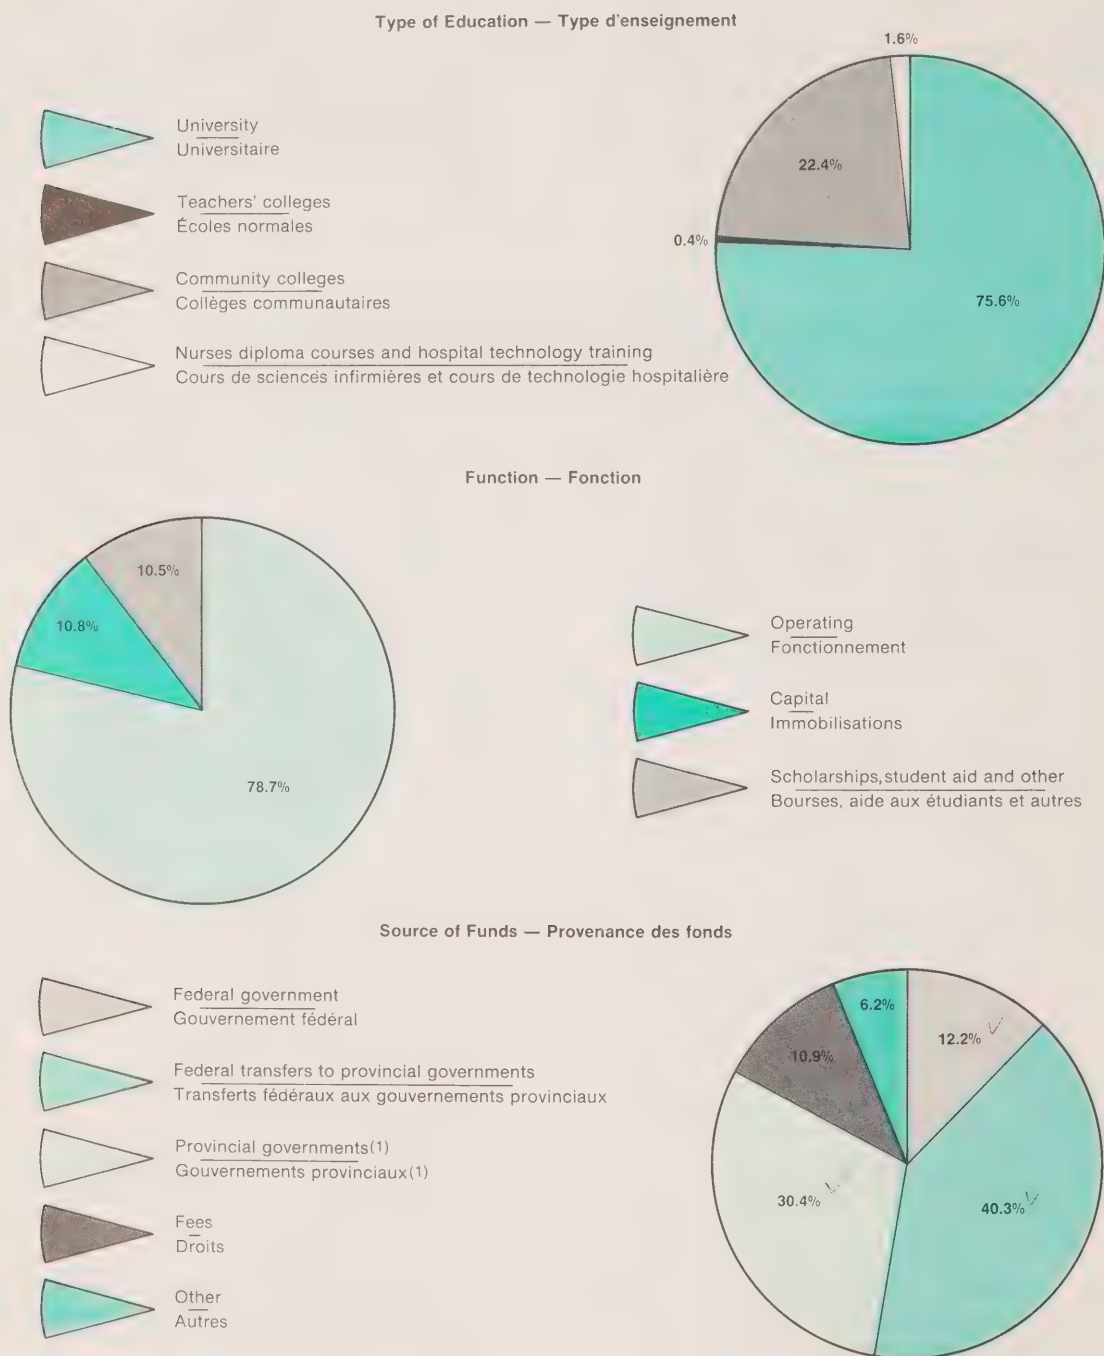 Type of Education — Type d'enseignement
1.6%
University
Universitaire
22.4%
Teachers' colleges
Écoles normales
0.4%
Community colleges
Collèges communautaires
75.6%
Nurses diploma courses and hospital technology training
Cours de sciences infirmières et cours de technologie hospitalière
Function — Fonction
10.5%
10.8%
78.7%
Operating
Fonctionnement
Capital
Immobilisations
Scholarships, student aid and other
Bourses, aide aux étudiants et autres
Source of Funds — Provenance des fonds
Federal government
Gouvernement fédéral
Federal transfers to provincial governments
Transferts fédéraux aux gouvernements provinciaux
Provincial governments(1)
Gouvernements provinciaux(1)
Fees
Droits
Other
Autres
6.2%
12.2%
10.9%
30.4%
40.3%